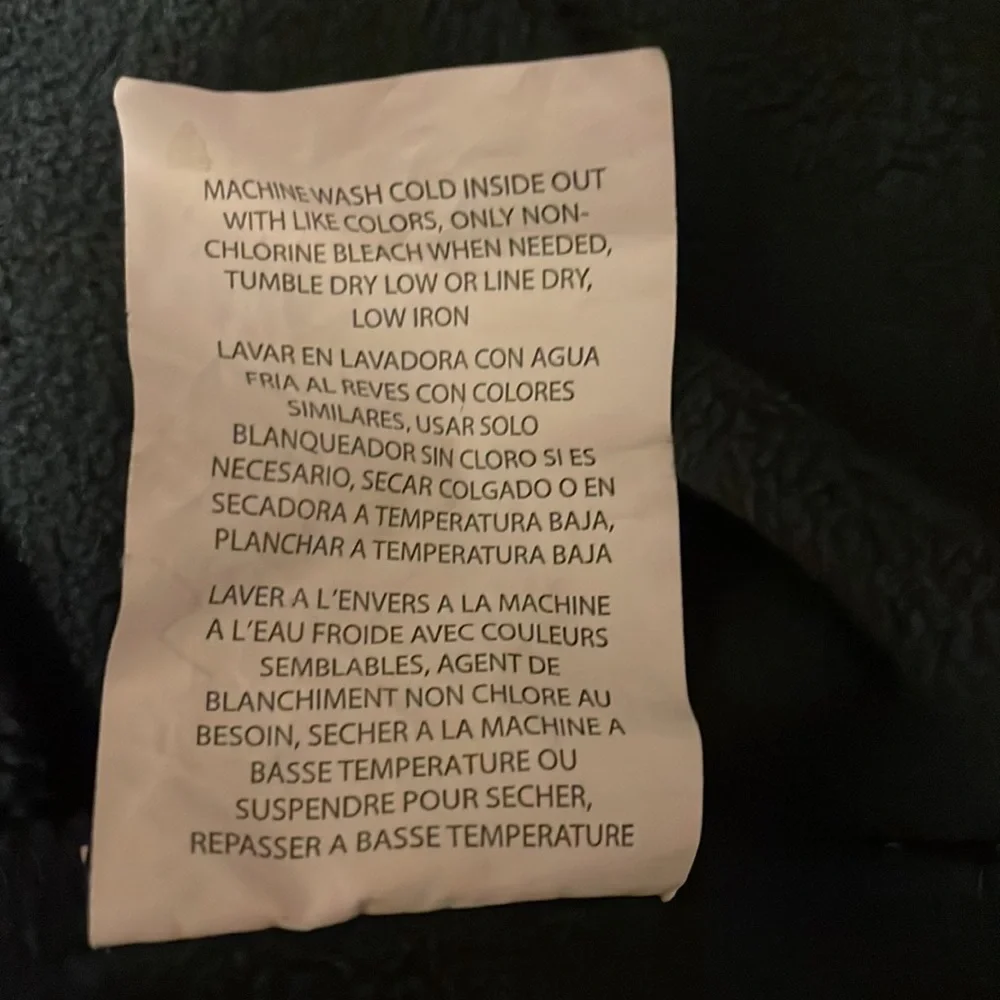 MACHINE WASH COLD INSIDE OUT
WITH LIKE COLORS, ONLY NON-
CHLORINE BLEACH WHEN NEEDED,
TUMBLE DRY LOW OR LINE DRY,
LOW IRON
LAVAR EN LAVADORA CON AGUA
FRIA AL REVES CON COLORES
SIMILARES, USAR SOLO
BLANQUEADOR SIN CLORO SI ES
NECESARIO, SECAR COLGADO O EN
SECADORA A TEMPERATURA BAJA,
PLANCHAR A TEMPERATURA BAJA
LAVER A L'ENVERS A LA MACHINE
A L'EAU FROIDE AVEC COULEURS
SEMBLABLES, AGENT DE
BLANCHIMENT NON CHLORE AU
BESOIN, SECHER A LA MACHINE A
BASSE TEMPERATURE OU
SUSPENDRE POUR SECHER,
REPASSER A BASSE TEMPERATURE